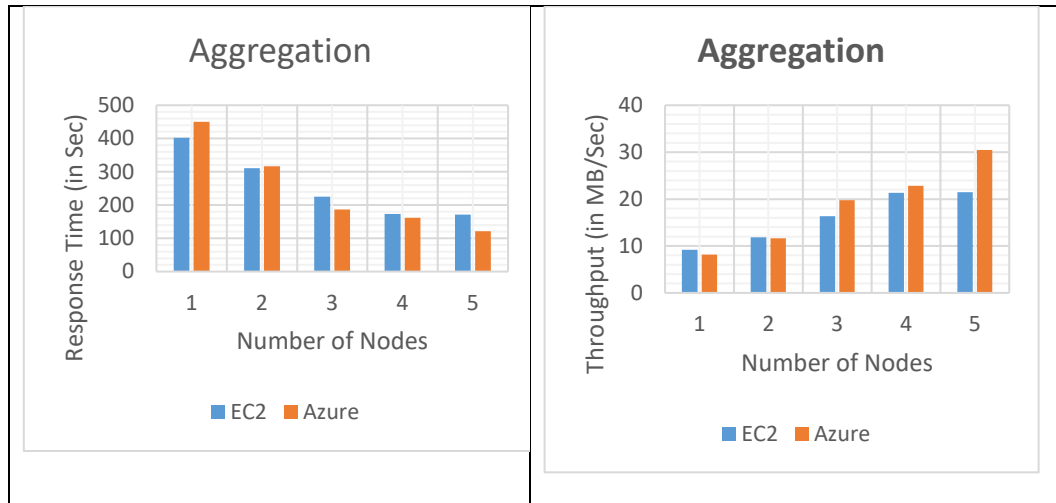 Aggregation
Response Time (in Sec)
500
400
300
200
100
0
1 2 3 4 5
Number of Nodes
EC2 Azure
Aggregation
Throughput (in MB/Sec)
40
30
20
10
0
1 2 3 4 5
Number of Nodes
EC2 Azure